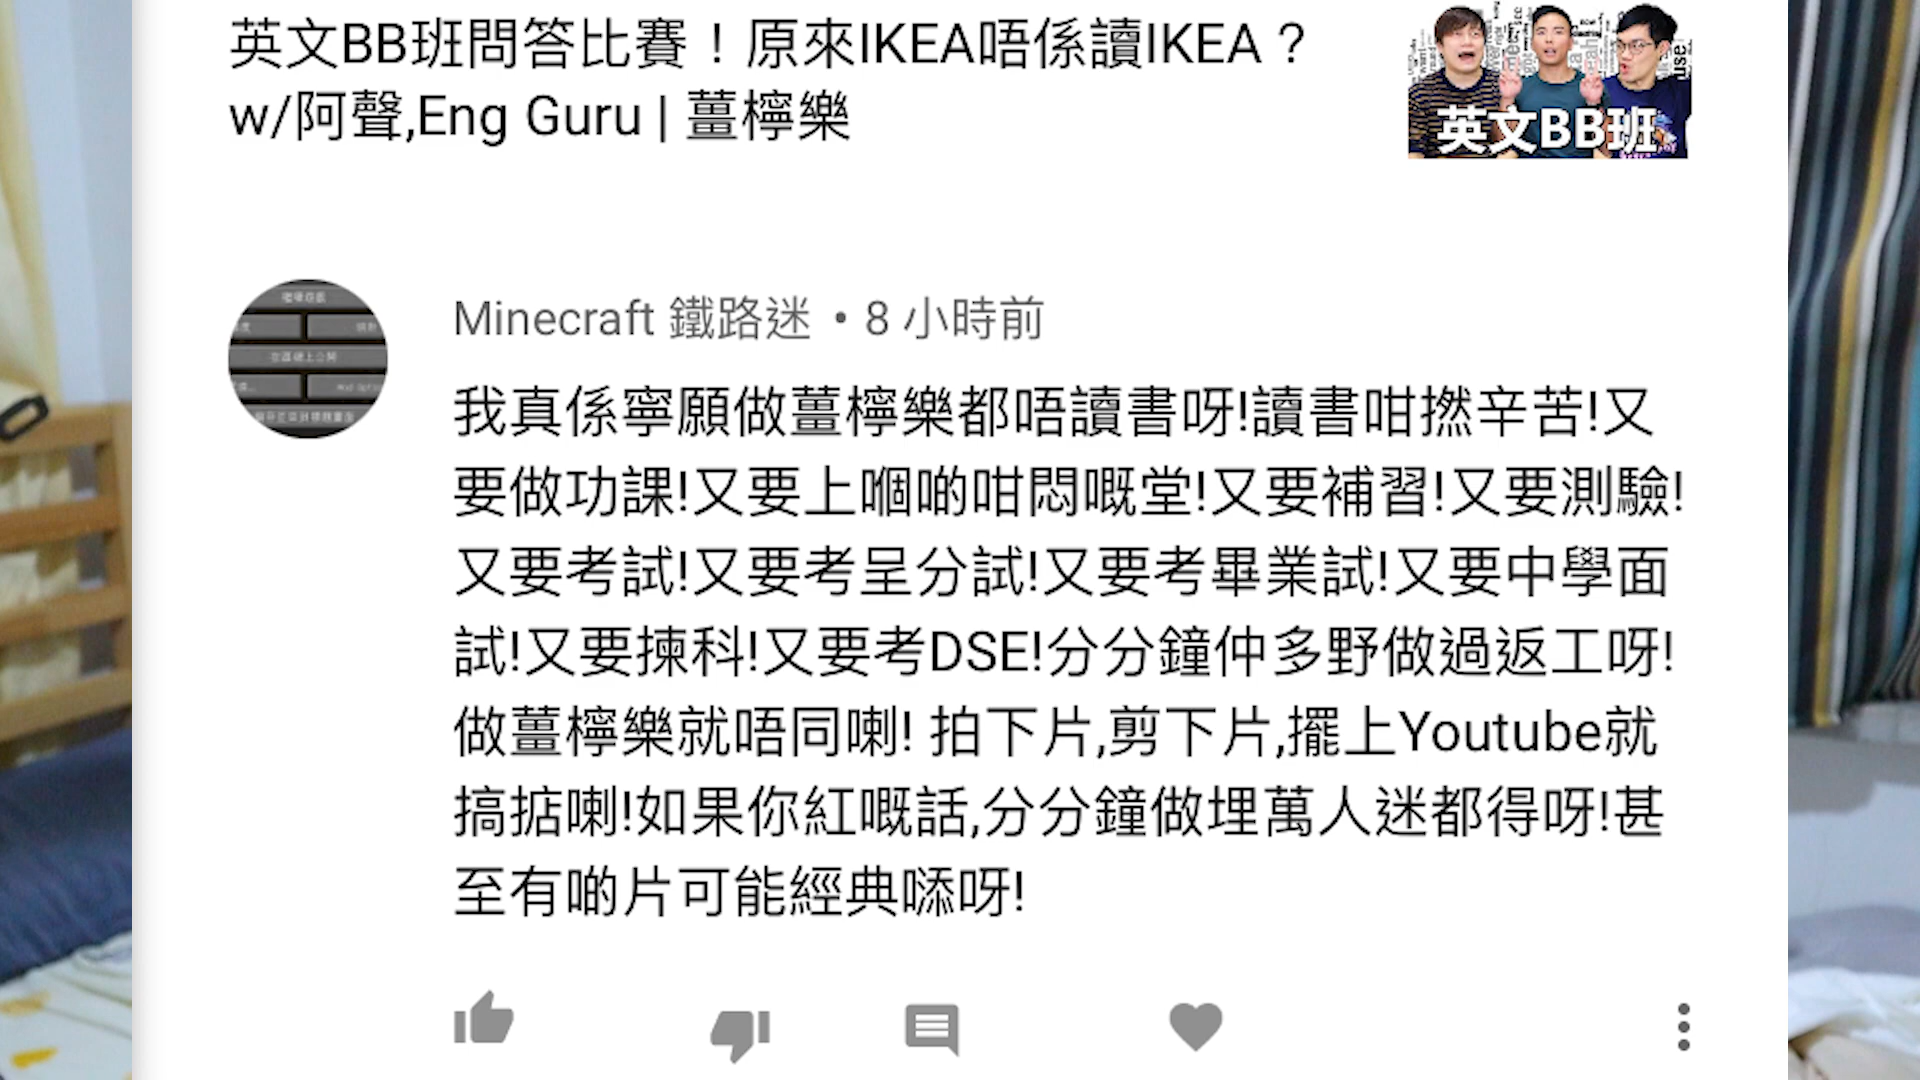 英文BB班問答比賽！原來IKEA唔係讀IKEA？
w/阿聲,Eng Guru | 薑檸樂
英文BB班
Minecraft 鐵路迷 • 8 小時前
我真係寧願做薑檸樂都唔讀書呀!讀書咁撚辛苦!又
要做功課!又要上嗰啲咁悶嘅堂!又要補習!又要測驗!
又要考試!又要考呈分試!又要考畢業試!又要中學面
試!又要揀科!又要考DSE!分分鐘仲多野做過返工呀!
做薑檸樂就唔同喇! 拍下片,剪下片,擺上Youtube就
搞掂喇!如果你紅嘅話,分分鐘做埋萬人迷都得呀!甚
至有啲片可能經典㗎呀!